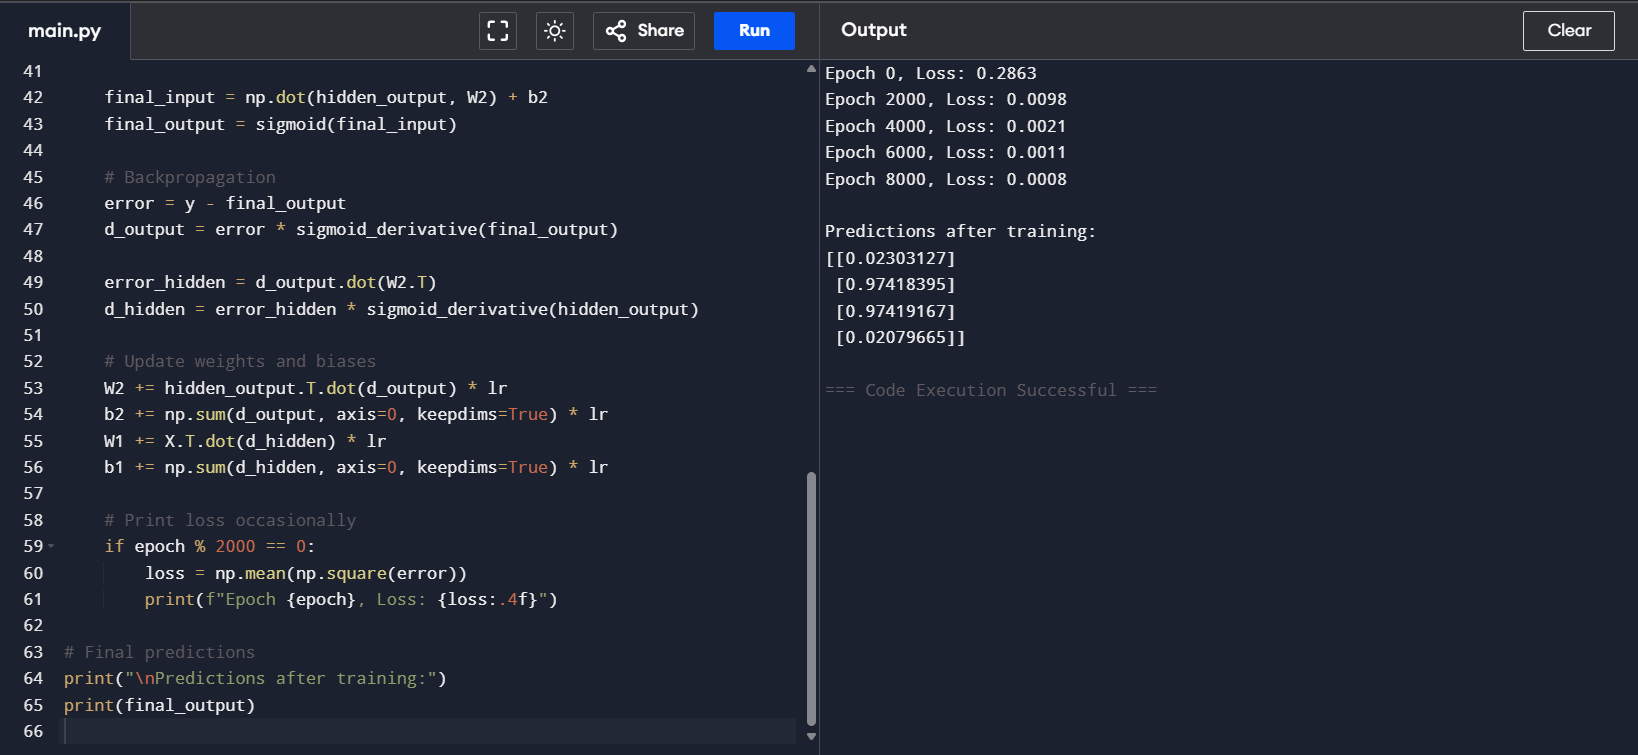 main.py
Share
Run
Output
Clear
41
42 final_input = np.dot(hidden_output, W2) + b2
43 final_output = sigmoid(final_input)
44
45 # Backpropagation
46 error = y - final_output
47 d_output = error * sigmoid_derivative(final_output)
48
49 error_hidden = d_output.dot(W2.T)
50 d_hidden = error_hidden * sigmoid_derivative(hidden_output)
51
52 # Update weights and biases
53 W2 += hidden_output.T.dot(d_output) * lr
54 b2 += np.sum(d_output, axis=0, keepdims=True) * lr
55 W1 += X.T.dot(d_hidden) * lr
56 b1 += np.sum(d_hidden, axis=0, keepdims=True) * lr
57
58 # Print loss occasionally
59 if epoch % 2000 == 0:
60 loss = np.mean(np.square(error))
61 print(f"Epoch {epoch}, Loss: {loss:.4f}")
62
63 # Final predictions
64 print("\nPredictions after training:")
65 print(final_output)
66
Epoch 0, Loss: 0.2863
Epoch 2000, Loss: 0.0098
Epoch 4000, Loss: 0.0021
Epoch 6000, Loss: 0.0011
Epoch 8000, Loss: 0.0008
Predictions after training:
[[0.02303127]
[0.97418395]
[0.97419167]
[0.02079665]]
=== Code Execution Successful ===